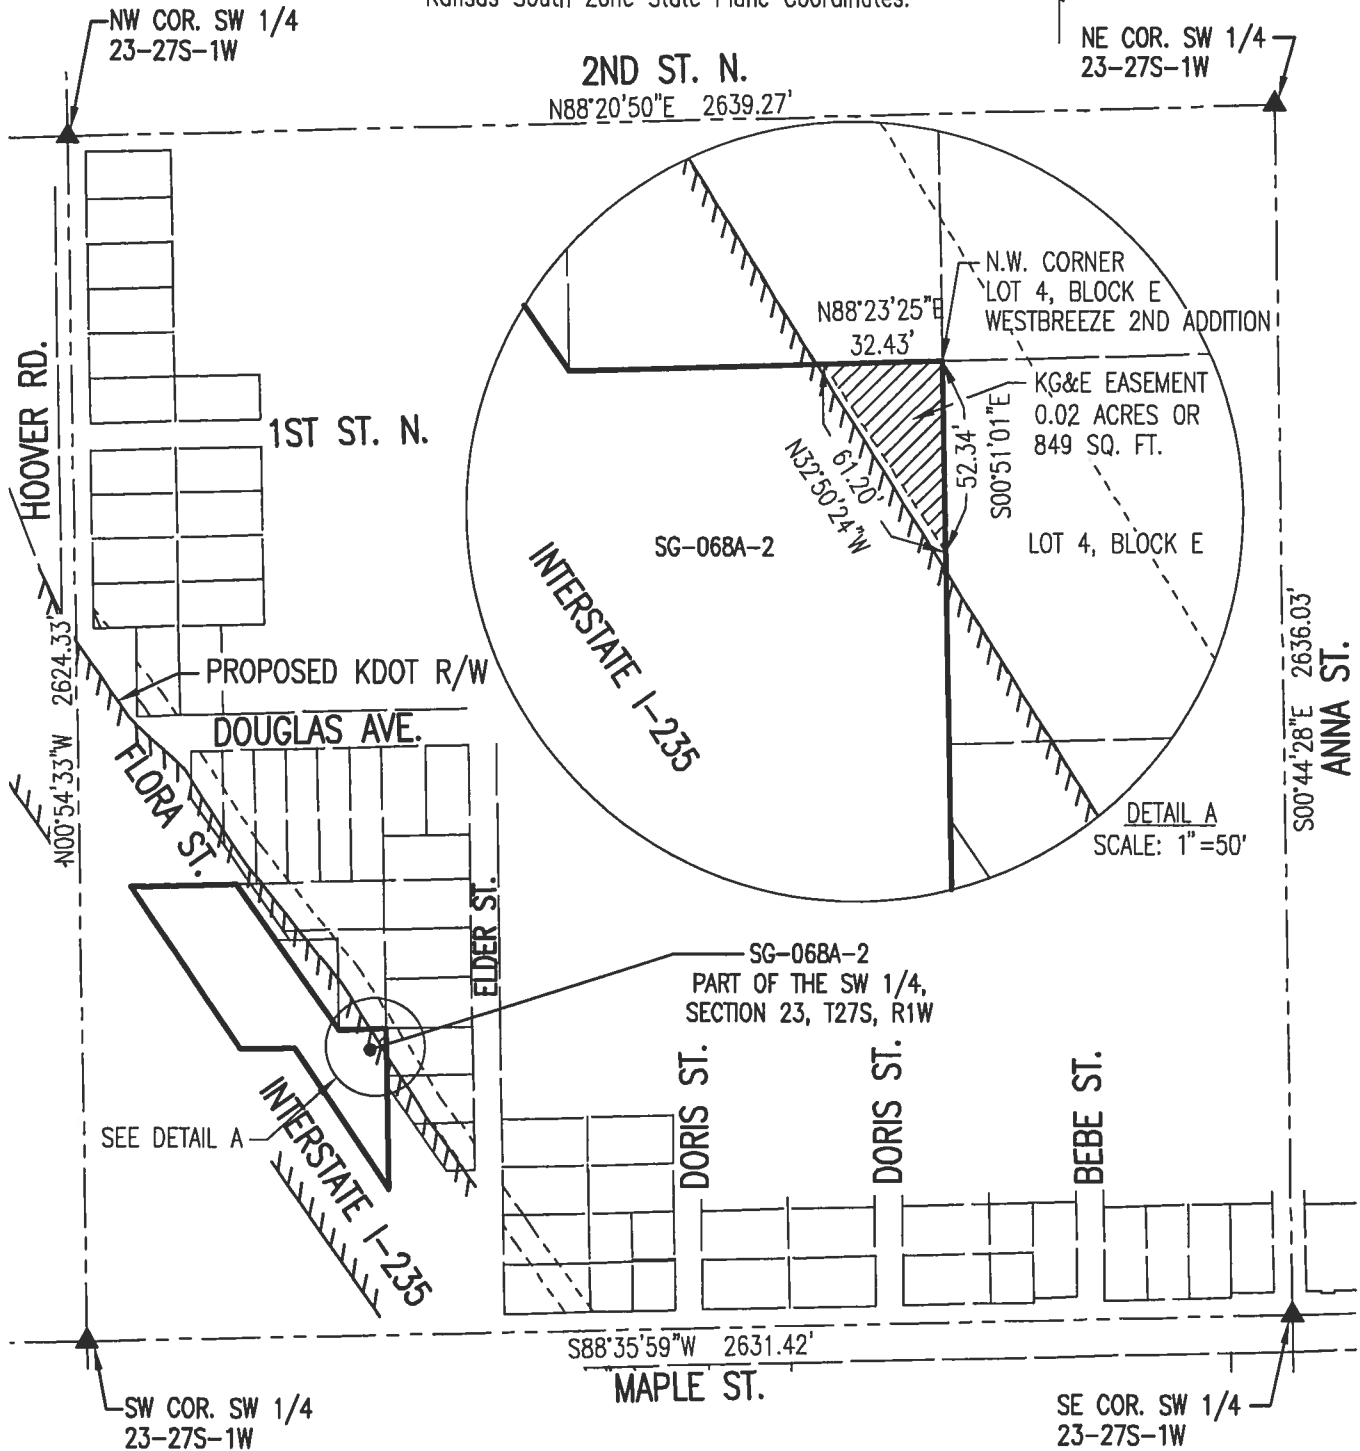 Kansas South Zone State Plane Coordinates.
NW COR. SW 1/4
23-27S-1W
NE COR. SW 1/4
23-27S-1W
2ND ST. N.
N88°20'50"E 2639.27'
N.W. CORNER
LOT 4, BLOCK E
WESTBREEZE 2ND ADDITION
N88°23'25"E
32.43'
KG&E EASEMENT
0.02 ACRES OR
849 SQ. FT.
HOOVER RD.
1ST ST. N.
52.34'
S00°51'01"E
61.20'
N32°50'24"W
SG-068A-2
LOT 4, BLOCK E
INTERSTATE I-235
N00°54'33"W 2624.33'
S00°44'28"E 2636.03'
ANNA ST.
PROPOSED KDOT R/W
DOUGLAS AVE.
FLORA ST.
DETAIL A
SCALE: 1"=50'
ELDER ST.
SG-068A-2
PART OF THE SW 1/4,
SECTION 23, T27S, R1W
SEE DETAIL A
INTERSTATE I-235
DORIS ST.
DORIS ST.
BEBE ST.
S88°35'59"W 2631.42'
MAPLE ST.
SW COR. SW 1/4
23-27S-1W
SE COR. SW 1/4
23-27S-1W